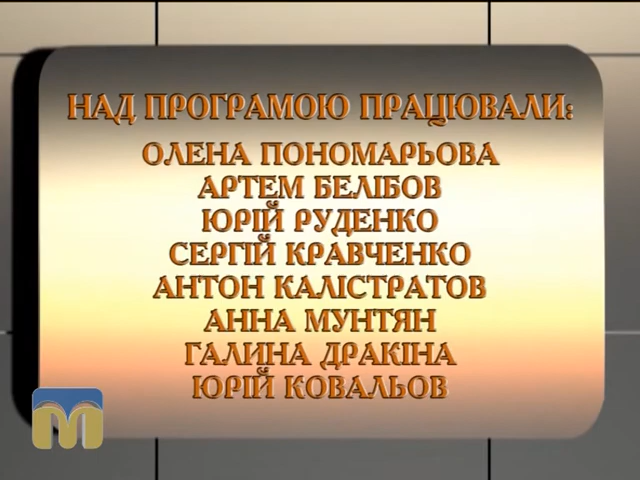 НАД ПРОГРАМОЮ ПРАЦЮВАЛИ:
ОЛЕНА ПОНОМАРЬОВА
АРТЕМ БЕЛІБОВ
ЮРІЙ РУДЕНКО
СЕРГІЙ КРАВЧЕНКО
АНТОН КАЛІСТРАТОВ
АННА МУНТЯН
ГАЛИНА ДРАКІНА
ЮРІЙ КОВАЛЬОВ
М